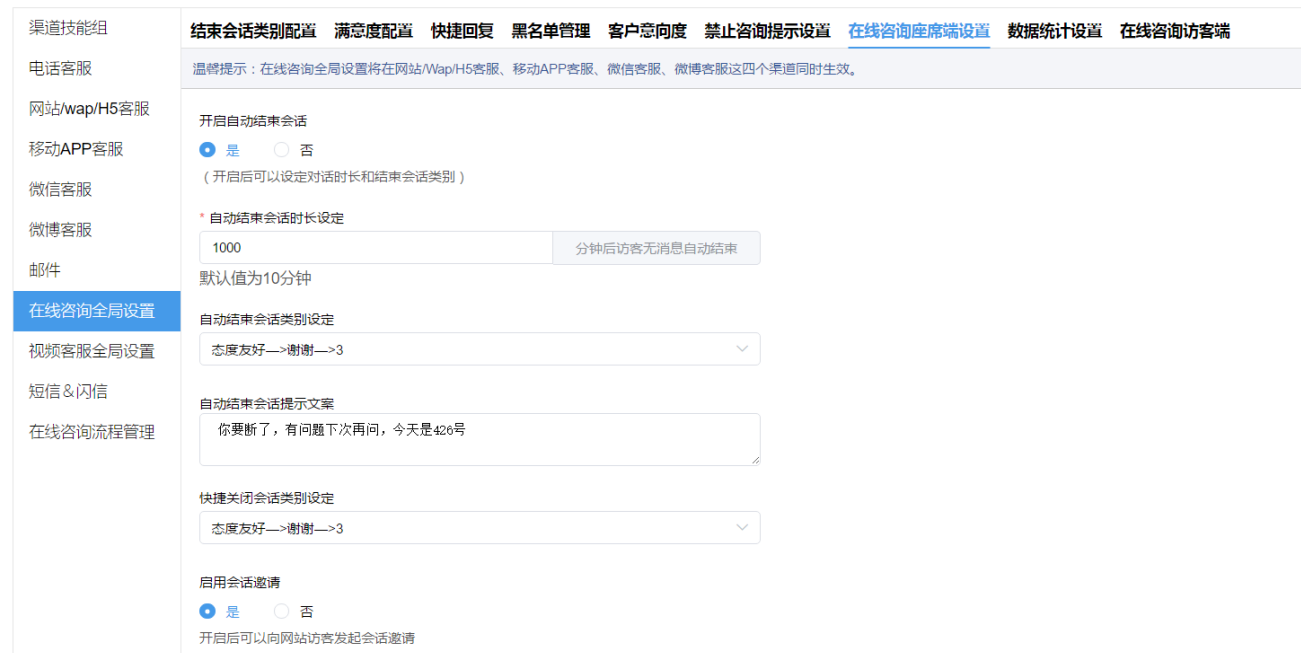 渠道技能组
电话客服
网站/wap/H5客服
移动APP客服
微信客服
微博客服
邮件
在线咨询全局设置
视频客服全局设置
短信&闪信
在线咨询流程管理
结束会话类别配置 满意度配置 快捷回复 黑名单管理 客户意向度 禁止咨询提示设置 在线咨询座席端设置 数据统计设置 在线咨询访客端
温馨提示：在线咨询全局设置将在网站/Wap/H5客服、移动APP客服、微信客服、微博客服这四个渠道同时生效。
开启自动结束会话
是 否
（开启后可以设定对话时长和结束会话类别）
* 自动结束会话时长设定
1000 分钟后访客无消息自动结束
默认值为10分钟
自动结束会话类别设定
态度友好—>谢谢—>3
自动结束会话提示文案
你要断了，有问题下次再问，今天是426号
快捷关闭会话类别设定
态度友好—>谢谢—>3
启用会话邀请
是 否
开启后可以向网站访客发起会话邀请